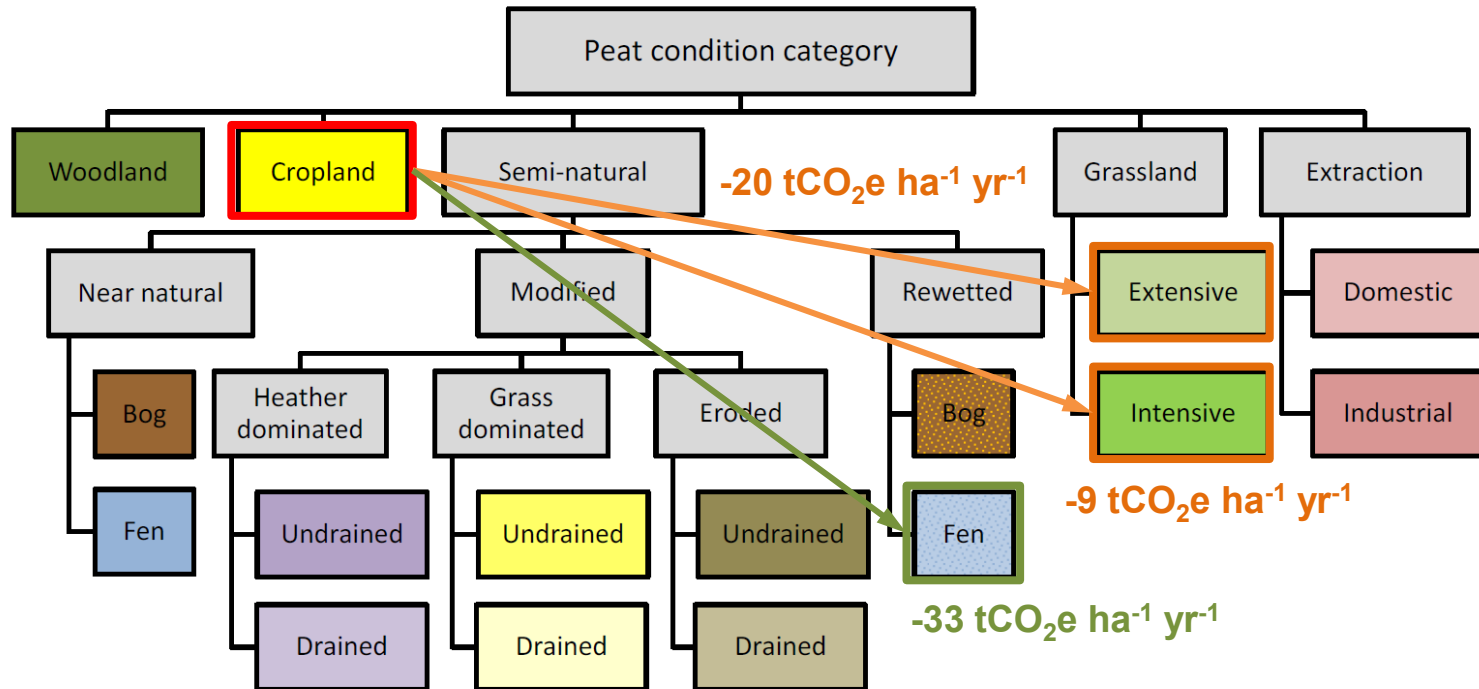 Peat condition category
Woodland
Cropland
Semi-natural
-20 tCO₂e ha⁻¹ yr⁻¹
Grassland
Extraction
Near natural
Modified
Rewetted
Extensive
Domestic
Bog
Heather
dominated
Grass
dominated
Eroded
Bog
Intensive
Industrial
-9 tCO₂e ha⁻¹ yr⁻¹
Fen
Undrained
Undrained
Undrained
Fen
-33 tCO₂e ha⁻¹ yr⁻¹
Drained
Drained
Drained